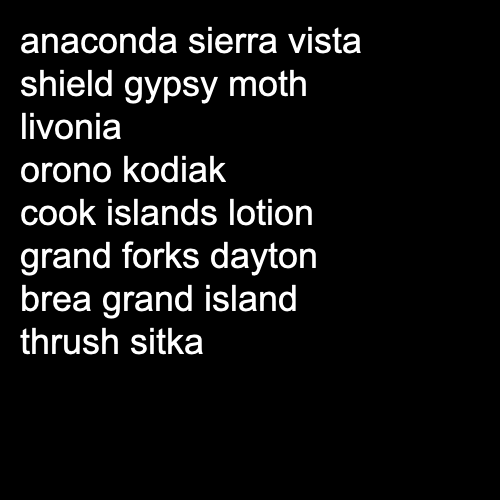 anaconda sierra vista
shield gypsy moth
livonia
orono kodiak
cook islands lotion
grand forks dayton
brea grand island
thrush sitka